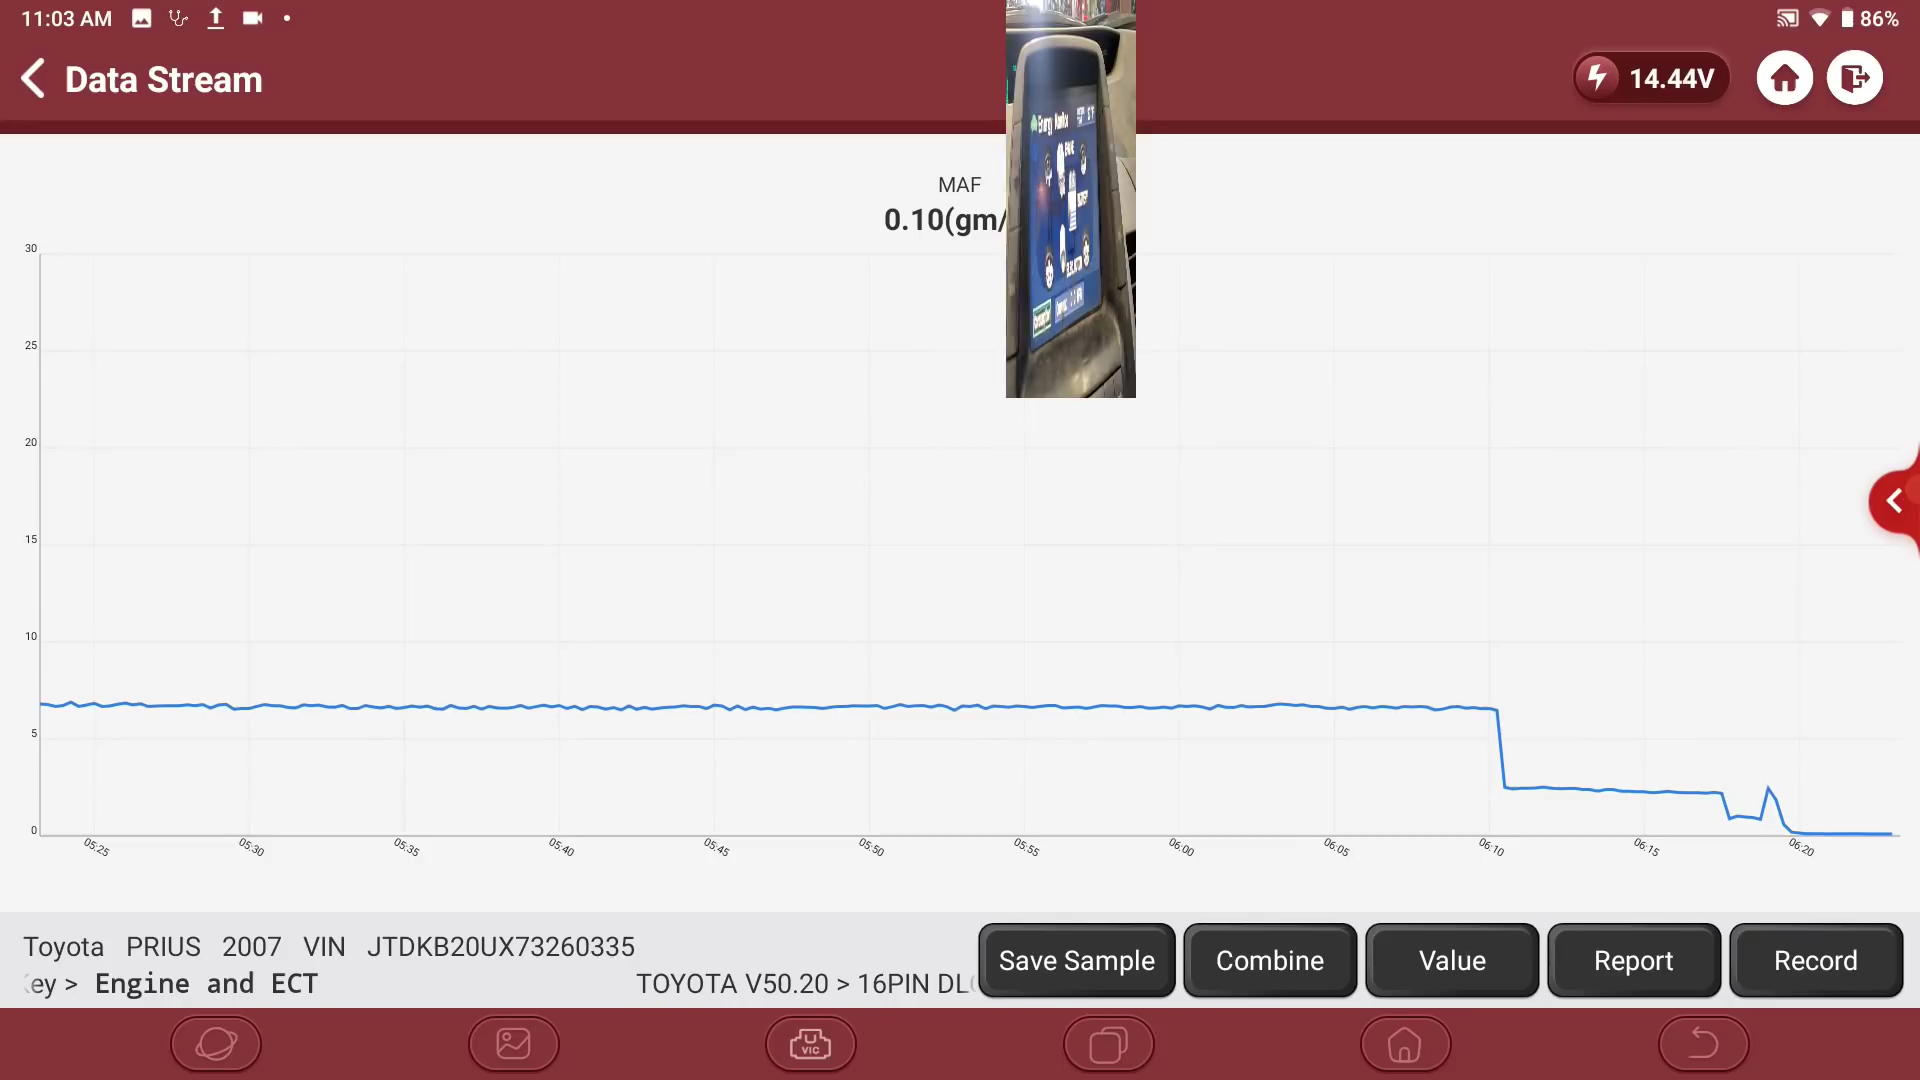 11:03 AM
86%
Data Stream
14.44V
MAF
0.10(gm/
Energy Monitor
30
25
20
15
10
5
0
05:25 05:30 05:35 05:40 05:45 05:50 05:55 06:00 06:05 06:10 06:15 06:20
Toyota PRIUS 2007 VIN JTDKB20UX73260335
ey > Engine and ECT TOYOTA V50.20 > 16PIN DL
Save Sample Combine Value Report Record
VIC